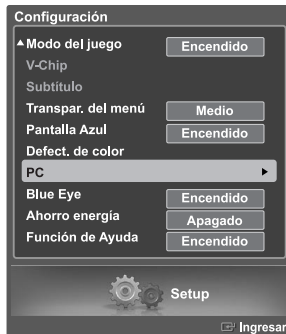 Configuración
Modo del juego Encendido
V-Chip
Subtítulo
Transpar. del menú Medio
Pantalla Azul Encendido
Defect. de color
PC
Blue Eye Encendido
Ahorro energía Apagado
Función de Ayuda Encendido
Setup
Ingresar